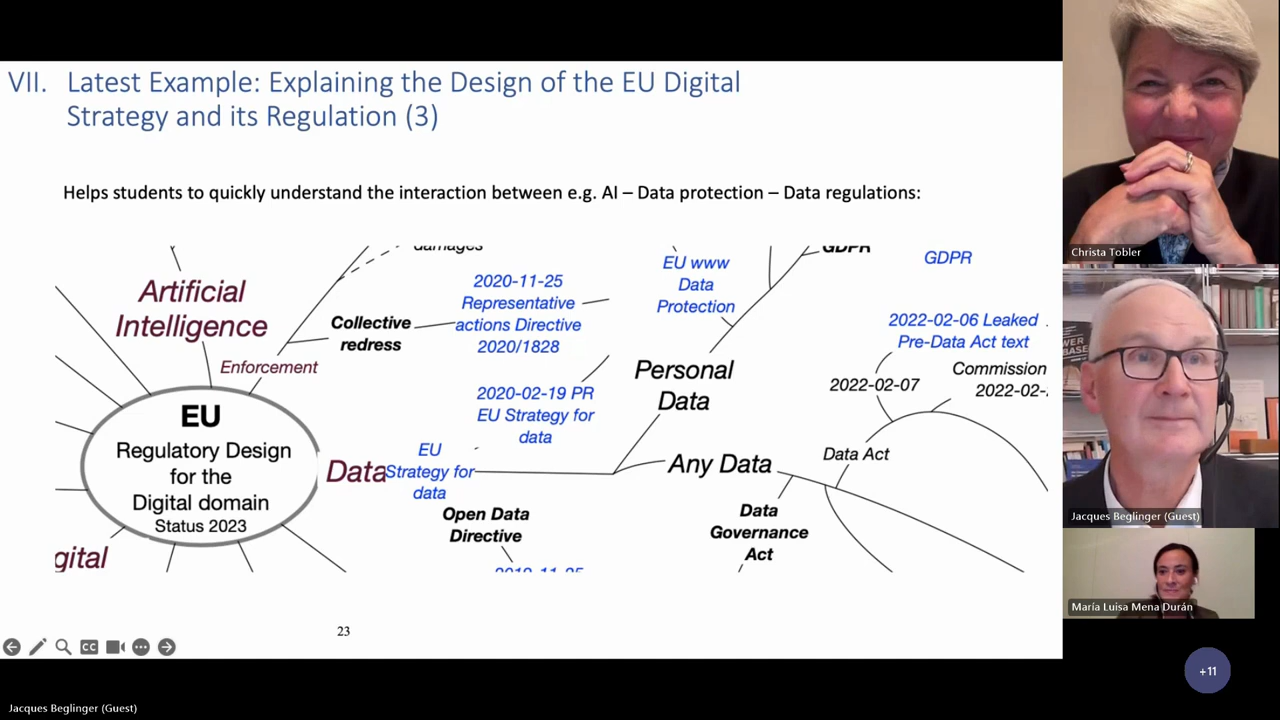 VII. Latest Example: Explaining the Design of the EU Digital
Strategy and its Regulation (3)
Helps students to quickly understand the interaction between e.g. AI – Data protection – Data regulations:
damages
GDPR
GDPR
Artificial
Intelligence
Enforcement
Collective
redress
2020-11-25
Representative
actions Directive
2020/1828
EU www
Data
Protection
2022-02-06 Leaked
Pre-Data Act text
2022-02-07
Commission
2022-02-
Personal
Data
2020-02-19 PR
EU Strategy for
data
EU
Regulatory Design
for the
Digital domain
Status 2023
Data
EU
Strategy for
data
Any Data
Data Act
Open Data
Directive
Data
Governance
Act
gital
23
CC
Christa Tobler
Jacques Beglinger (Guest)
María Luisa Mena Durán
+11
Jacques Beglinger (Guest)